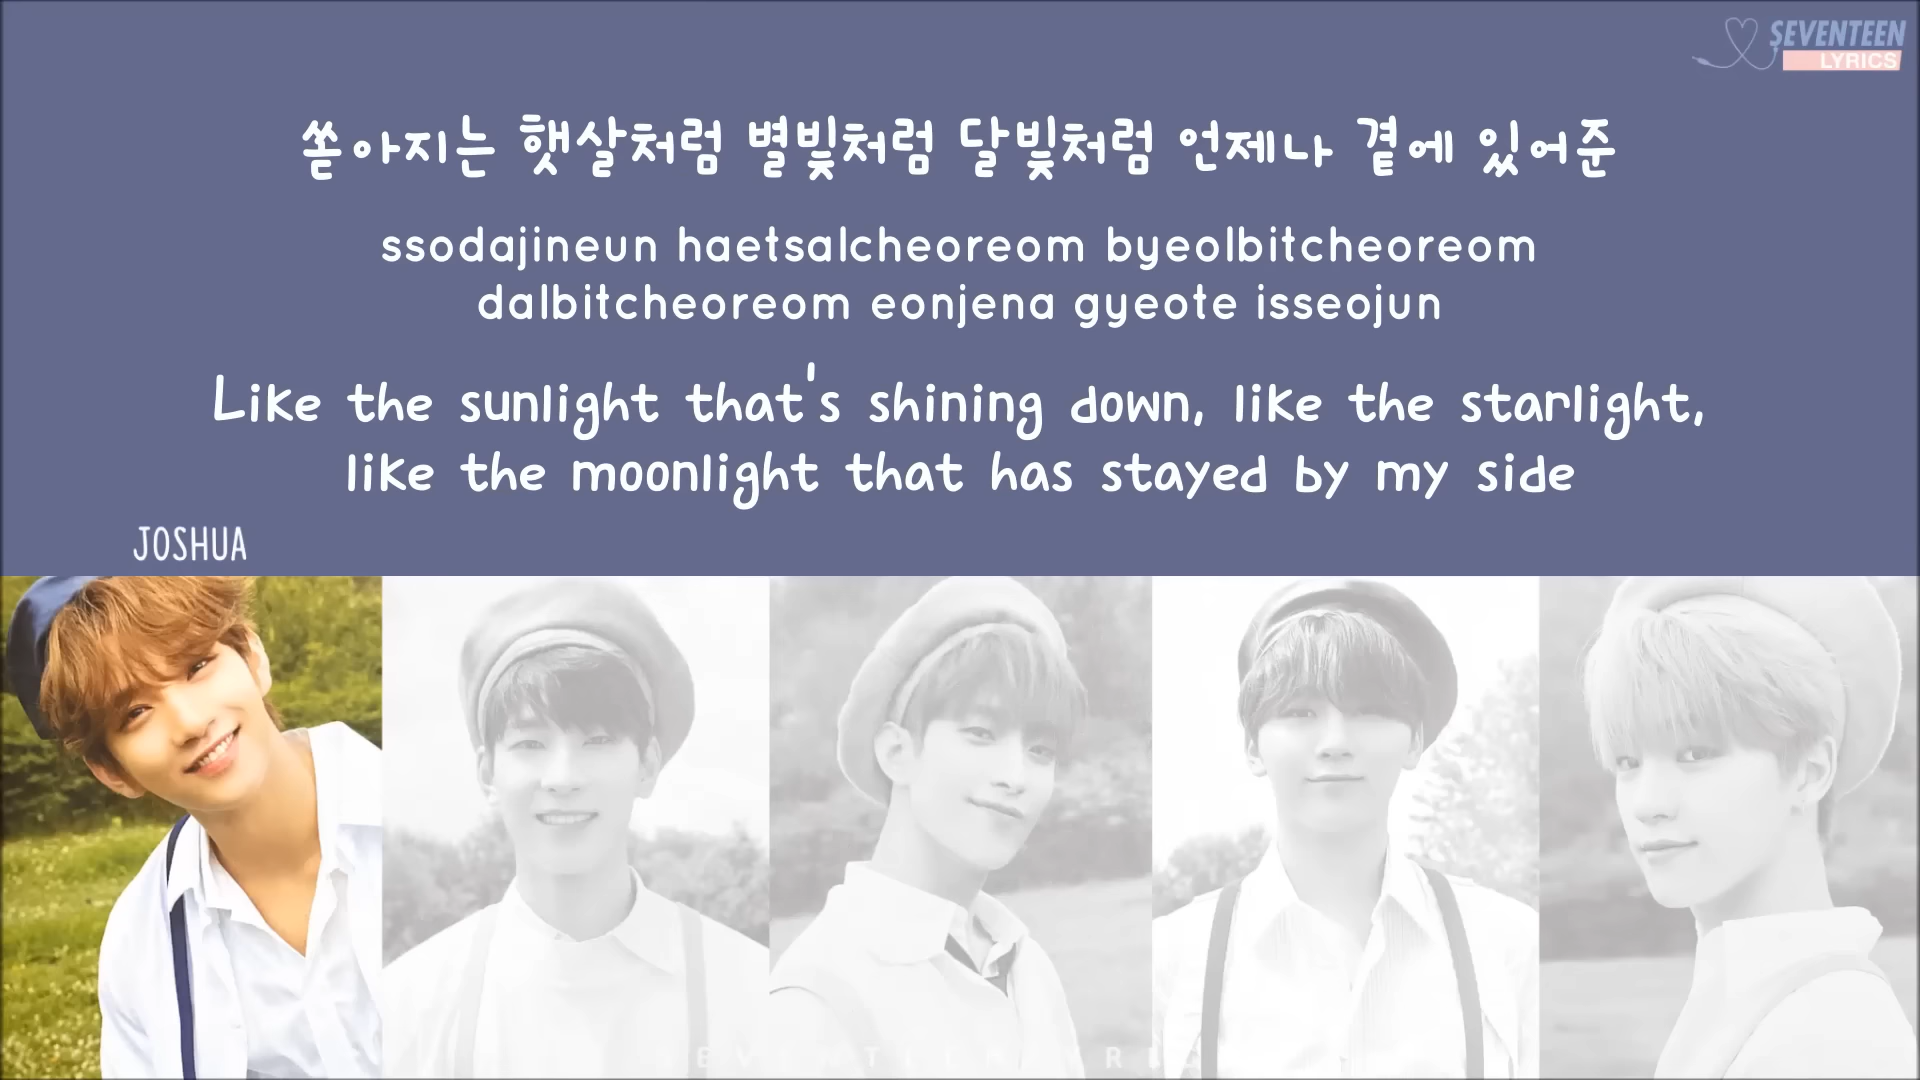 SEVENTEEN
LYRICS
쏟아지는 햇살처럼 별빛처럼 달빛처럼 언제나 곁에 있어준
ssodajineun haetsalcheoreom byeolbitcheoreom
dalbitcheoreom eonjena gyeote isseojun
Like the sunlight that's shining down, like the starlight,
like the moonlight that has stayed by my side
JOSHUA